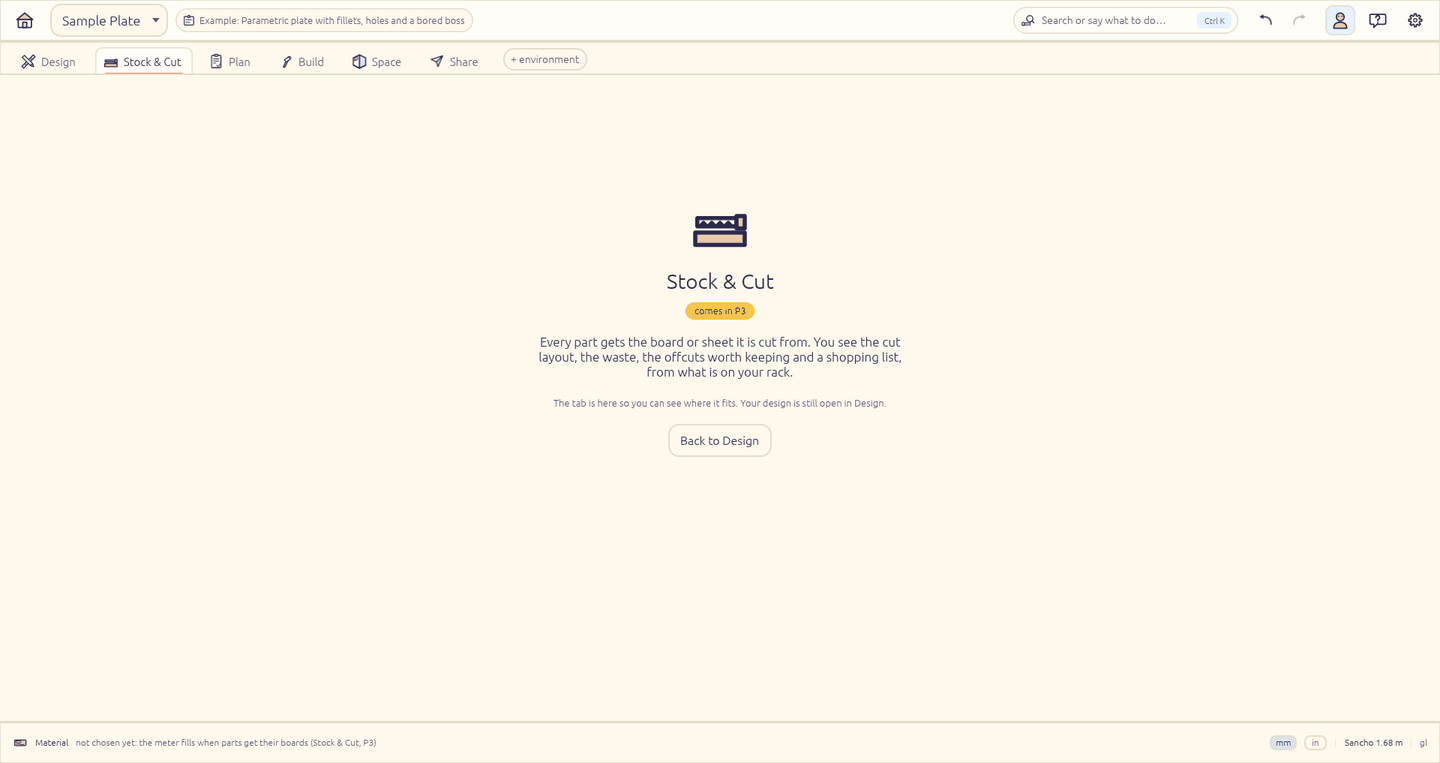 Sample Plate
Example: Parametric plate with fillets, holes and a bored boss
Search or say what to do...
Ctrl K
Design
Stock & Cut
Plan
Build
Space
Share
+ environment
Stock & Cut
comes in P3
Every part gets the board or sheet it is cut from. You see the cut
layout, the waste, the offcuts worth keeping and a shopping list,
from what is on your rack.
The tab is here so you can see where it fits. Your design is still open in Design.
Back to Design
Material not chosen yet: the meter fills when parts get their boards (Stock & Cut, P3)
mm
in
Sancho 1.68 m
gl